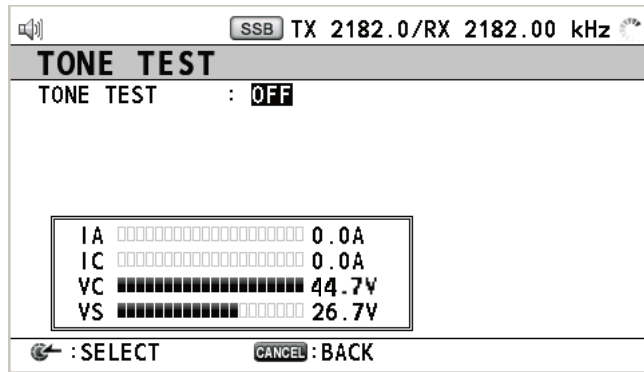 SSB TX 2182.0/RX 2182.00 kHz
TONE TEST
TONE TEST : OFF
IA 0.0A
IC 0.0A
VC 44.7V
VS 26.7V
:SELECT CANCEL :BACK